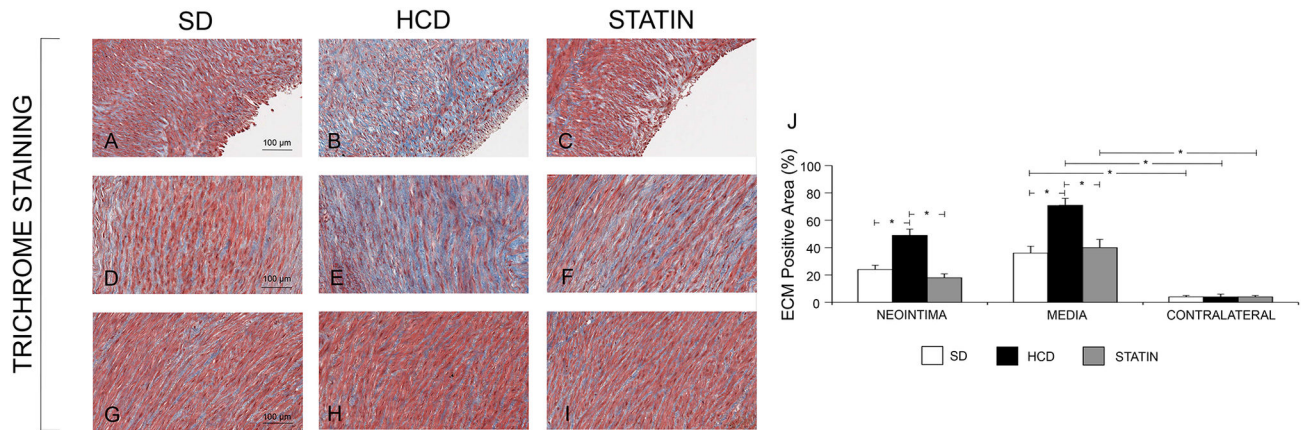 SD HCD STATIN
TRICHROME STAINING
A 100 µm B C
D 100 µm E F
G 100 µm H I
J
ECM Positive Area (%)
100
80
60
40
20
0
* * * * * * *
NEOINTIMA MEDIA CONTRALATERAL
SD HCD STATIN